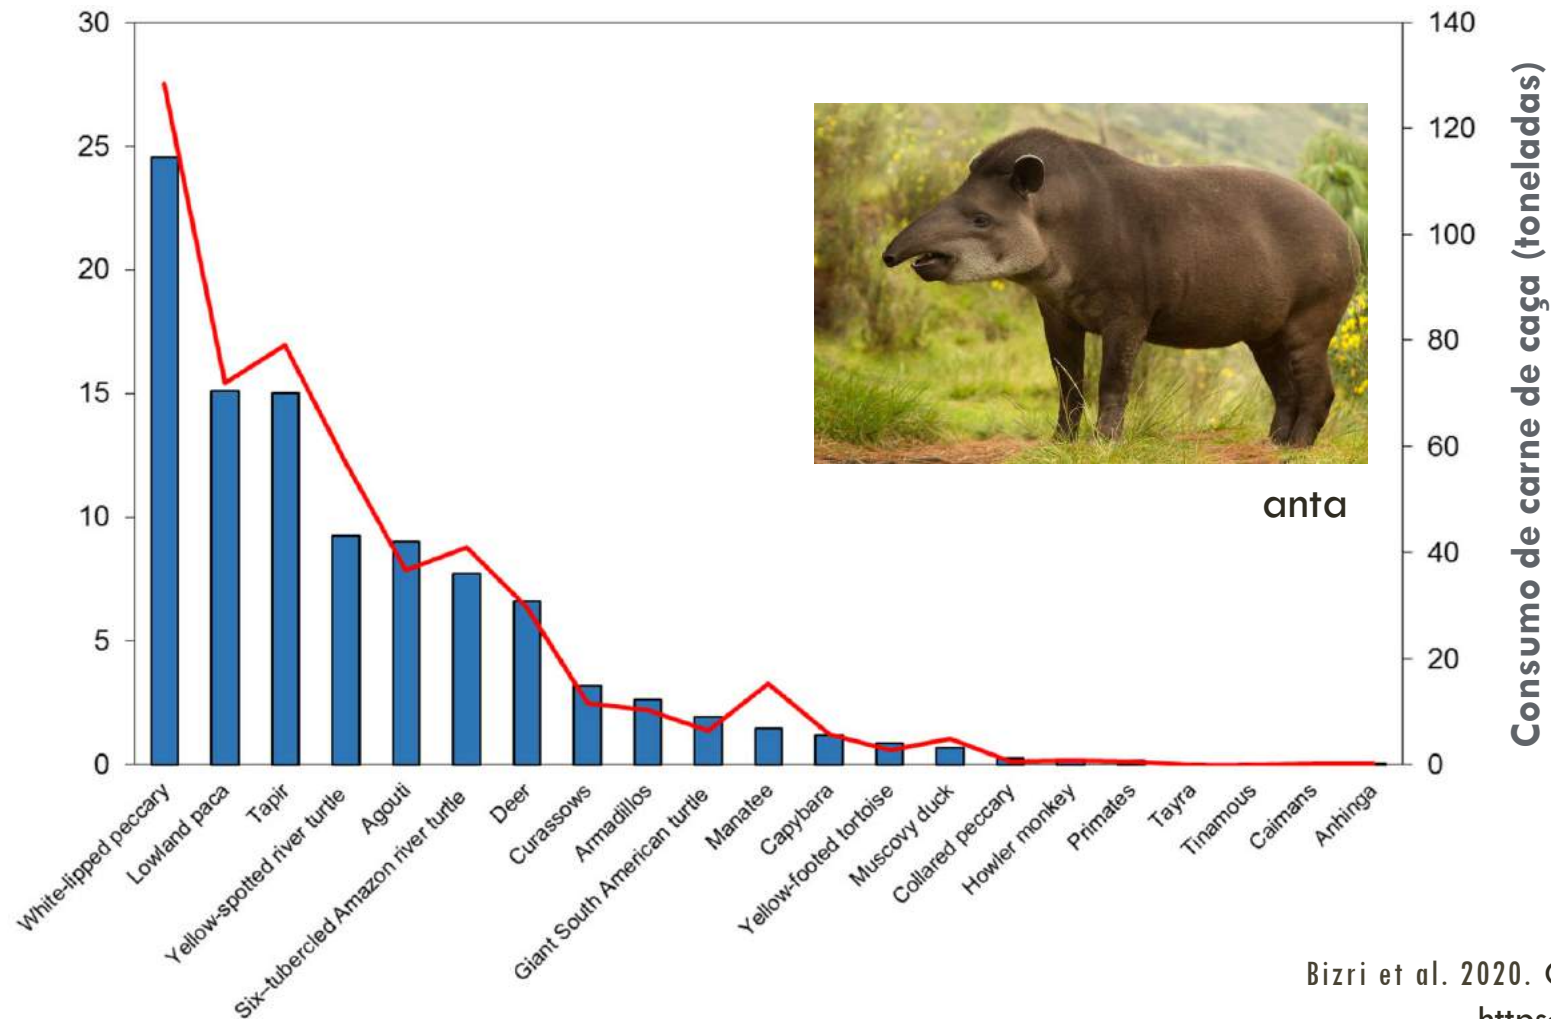 30
25
20
15
10
5
0
140
120
100
80
60
40
20
0
Consumo de carne de caça (toneladas)
anta
White-lipped peccary
Lowland paca
Tapir
Yellow-spotted river turtle
Agouti
Six–tubercled Amazon river turtle
Deer
Curassows
Armadillos
Giant South American turtle
Manatee
Capybara
Yellow-footed tortoise
Muscovy duck
Collared peccary
Howler monkey
Primates
Tayra
Tinamous
Caimans
Anhinga
Bizri et al. 2020.